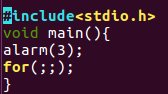 #include<stdio.h>
void main(){
alarm(3);
for(;;);
}